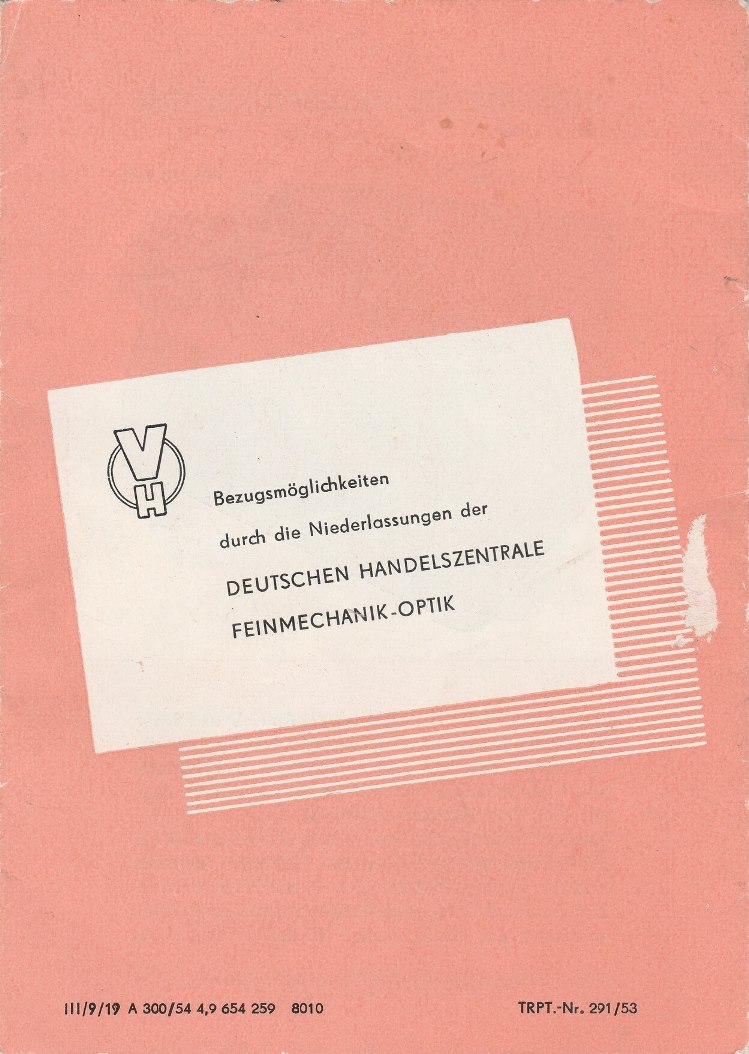 VH
Bezugsmöglichkeiten
durch die Niederlassungen der
DEUTSCHEN HANDELSZENTRALE
FEINMECHANIK-OPTIK
III/9/19 A 300/54 4,9 654 259 8010
TRPT.-Nr. 291/53